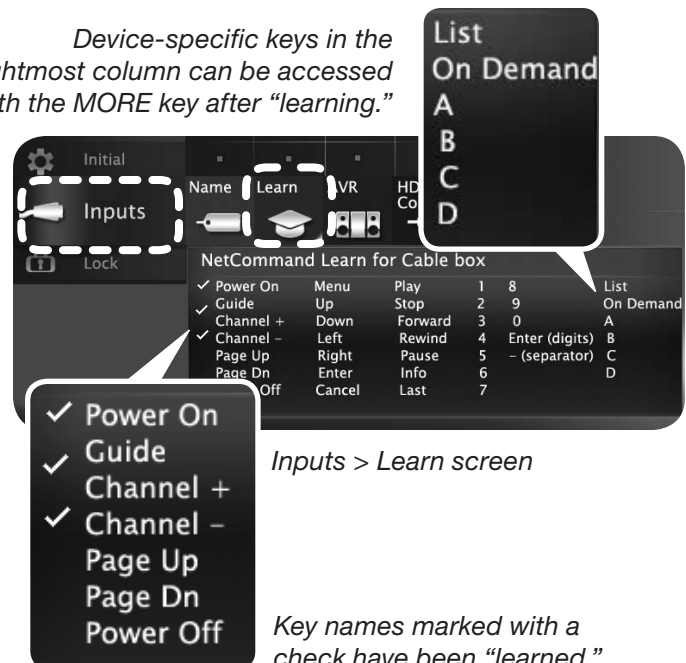 Device-specific keys in the
ghtmost column can be accessed
th the MORE key after “learning.”
List
On Demand
A
B
C
D
Initial
Inputs
Lock
Name Learn AVR HD
Co
NetCommand Learn for Cable box
✓ Power On Menu Play 1 8 List
✓ Guide Up Stop 2 9 On Demand
Channel + Down Forward 3 0 A
✓ Channel – Left Rewind 4 Enter (digits) B
Page Up Right Pause 5 – (separator) C
Page Dn Enter Info 6 D
Off Cancel Last 7
✓ Power On
✓ Guide
Channel +
✓ Channel –
Page Up
Page Dn
Power Off
Inputs > Learn screen
Key names marked with a
check have been “learned.”